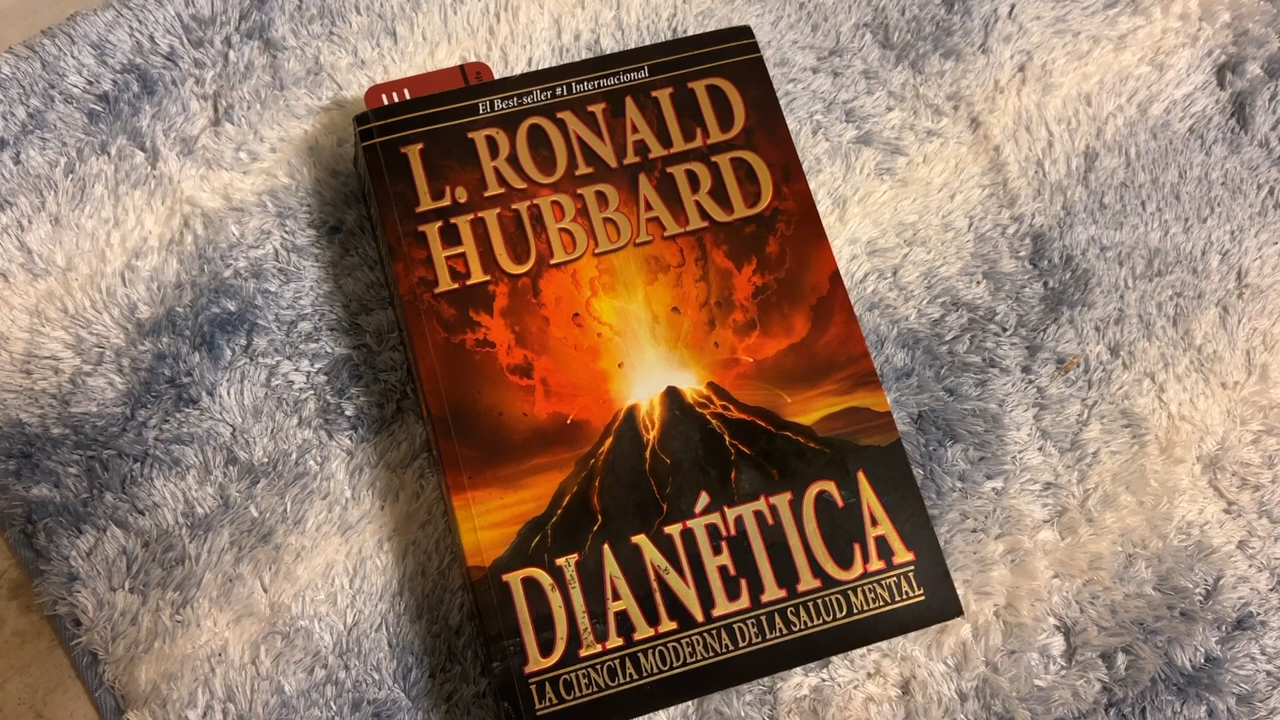 El Best-seller #1 Internacional
L. RONALD
HUBBARD
DIANÉTICA
LA CIENCIA MODERNA DE LA SALUD MENTAL